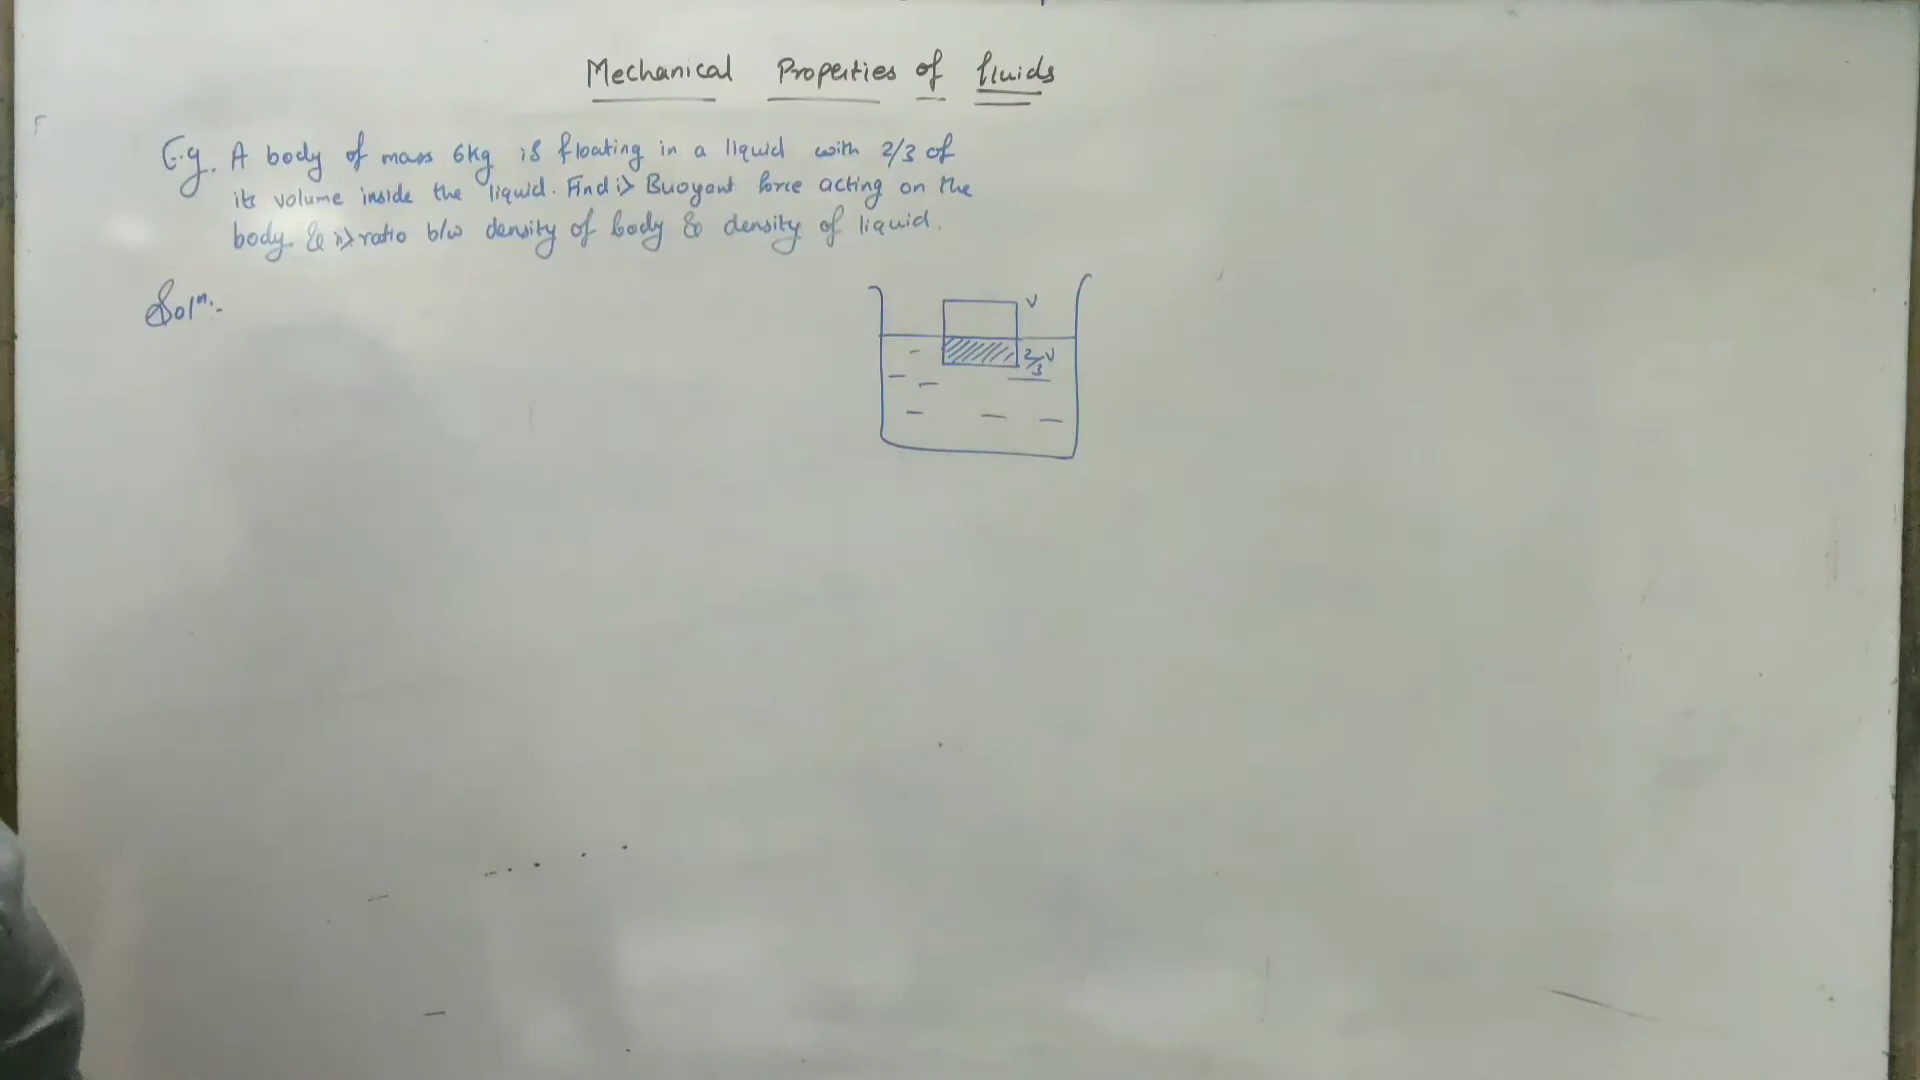 Mechanical Properties of fluids
E.g. A body of mass 6kg is floating in a liquid with 2/3 of
its volume inside the liquid. Find i> Buoyant force acting on the
body & ii> ratio b/w density of body & density of liquid.
Solⁿ:-
V
2/3 V